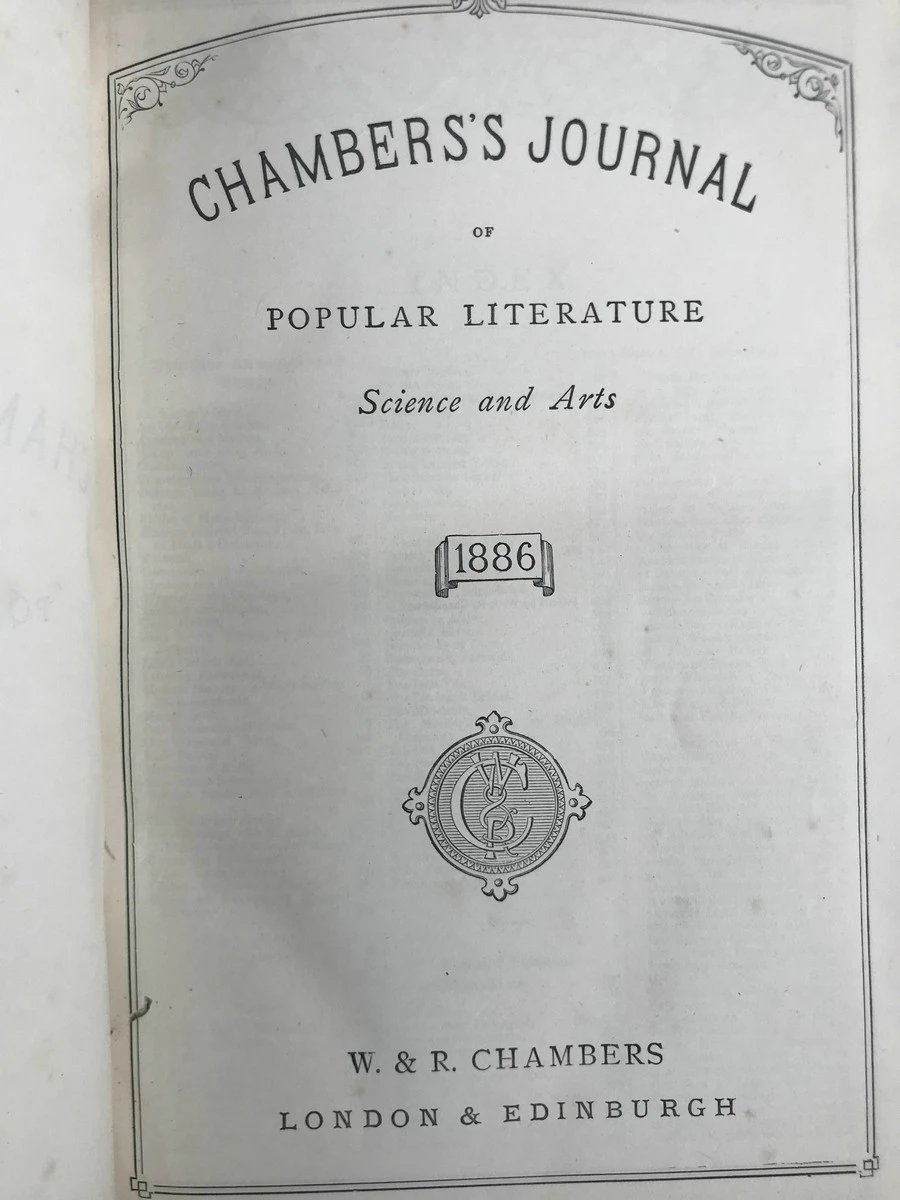 CHAMBERS'S JOURNAL
OF
POPULAR LITERATURE
Science and Arts
1886
W. & R. CHAMBERS
LONDON & EDINBURGH